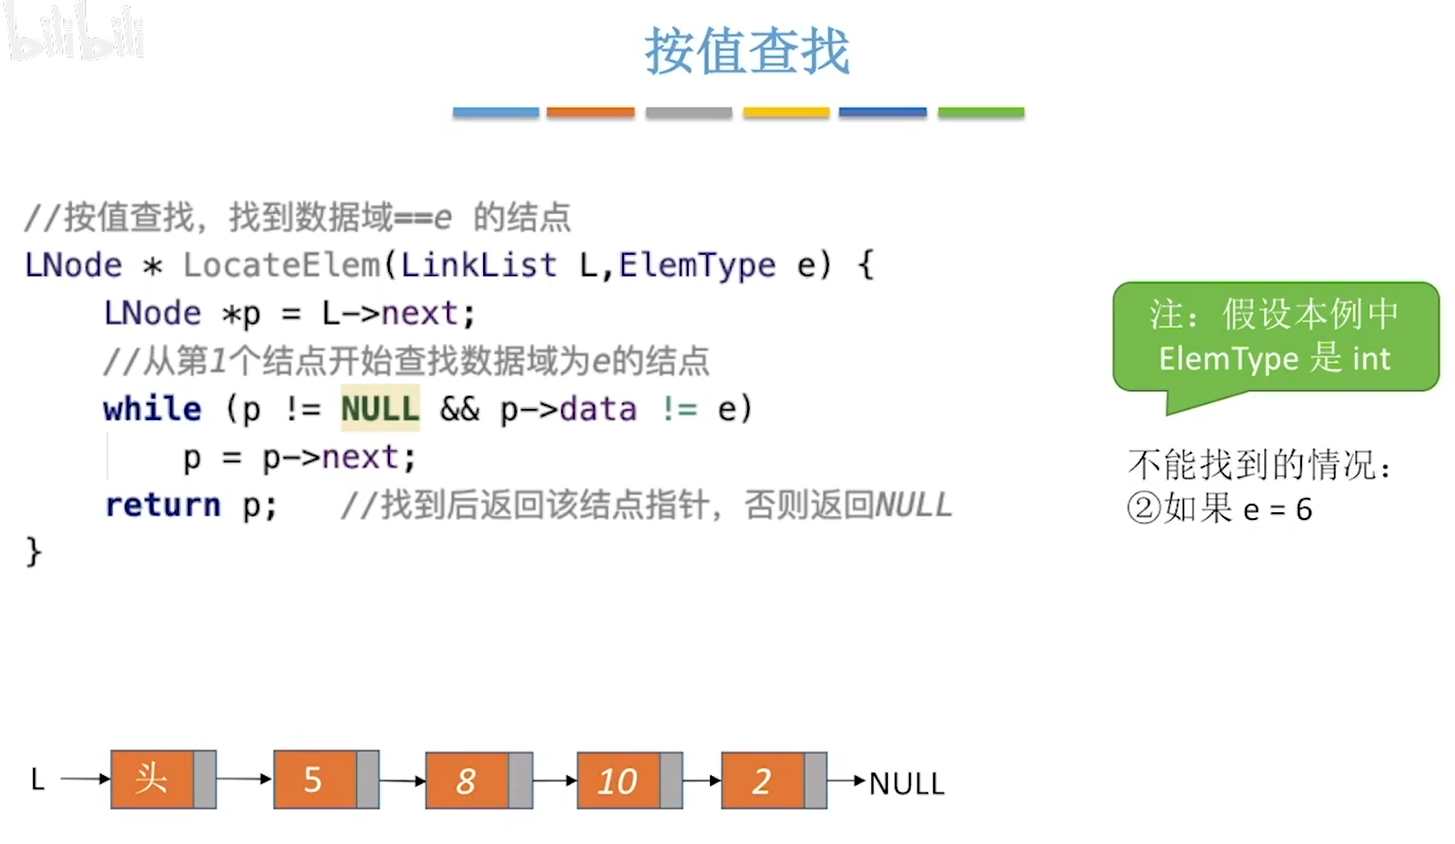 bilibili
按值查找
//按值查找，找到数据域==e 的结点
LNode * LocateElem(LinkList L,ElemType e) {
    LNode *p = L->next;
    //从第1个结点开始查找数据域为e的结点
    while (p != NULL && p->data != e)
        p = p->next;
    return p;   //找到后返回该结点指针，否则返回NULL
}
注：假设本例中
ElemType 是 int
不能找到的情况：
②如果 e = 6
L 头 5 8 10 2 NULL